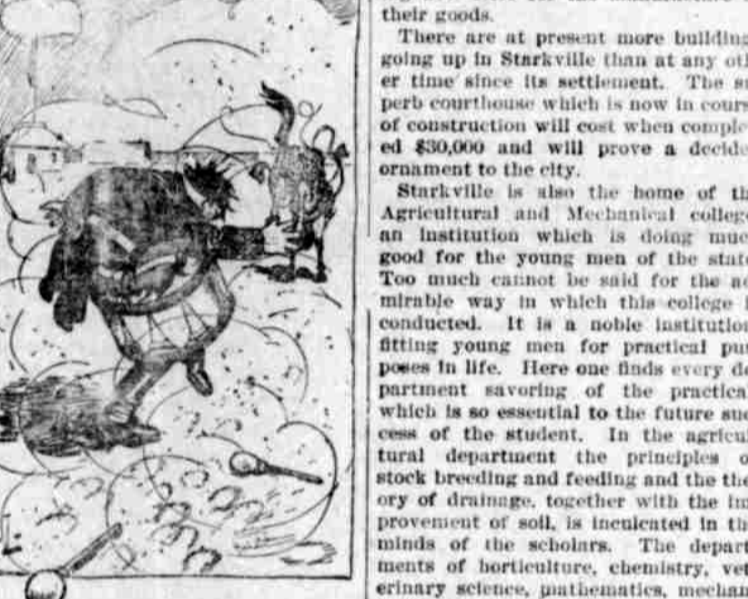 their goods.
There are at present more building
going up in Starkville than at any oth
er time since its settlement. The su
perb courthouse which is now in cours
of construction will cost when complet
ed $30,000 and will prove a decide
ornament to the city.
Starkville is also the home of th
Agricultural and Mechanical colleg
an institution which is doing muc
good for the young men of the state
Too much cannot be said for the ad
mirable way in which this college
conducted. It is a noble institution
fitting young men for practical pur
poses in life. Here one finds every de
partment savoring of the practica
which is so essential to the future suc
cess of the student. In the agricul
tural department the principles o
stock breeding and feeding and the the
ory of drainage, together with the im
provement of soil, is inculcated in th
minds of the scholars. The depart
ments of horticulture, chemistry, vet
erinary science, mathematics, mechan